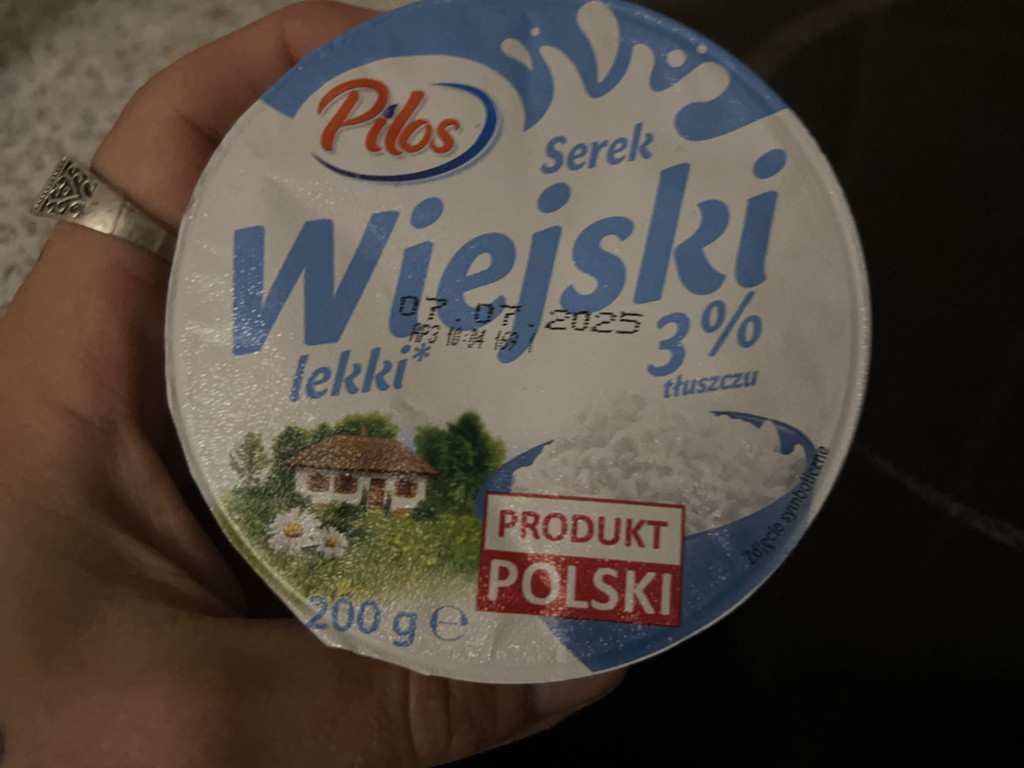 Pilos
Serek
Wiejski
07.07.2025
lekki*
3%
tłuszczu
PRODUKT
POLSKI
Zdjęcie symboliczne
200 g e